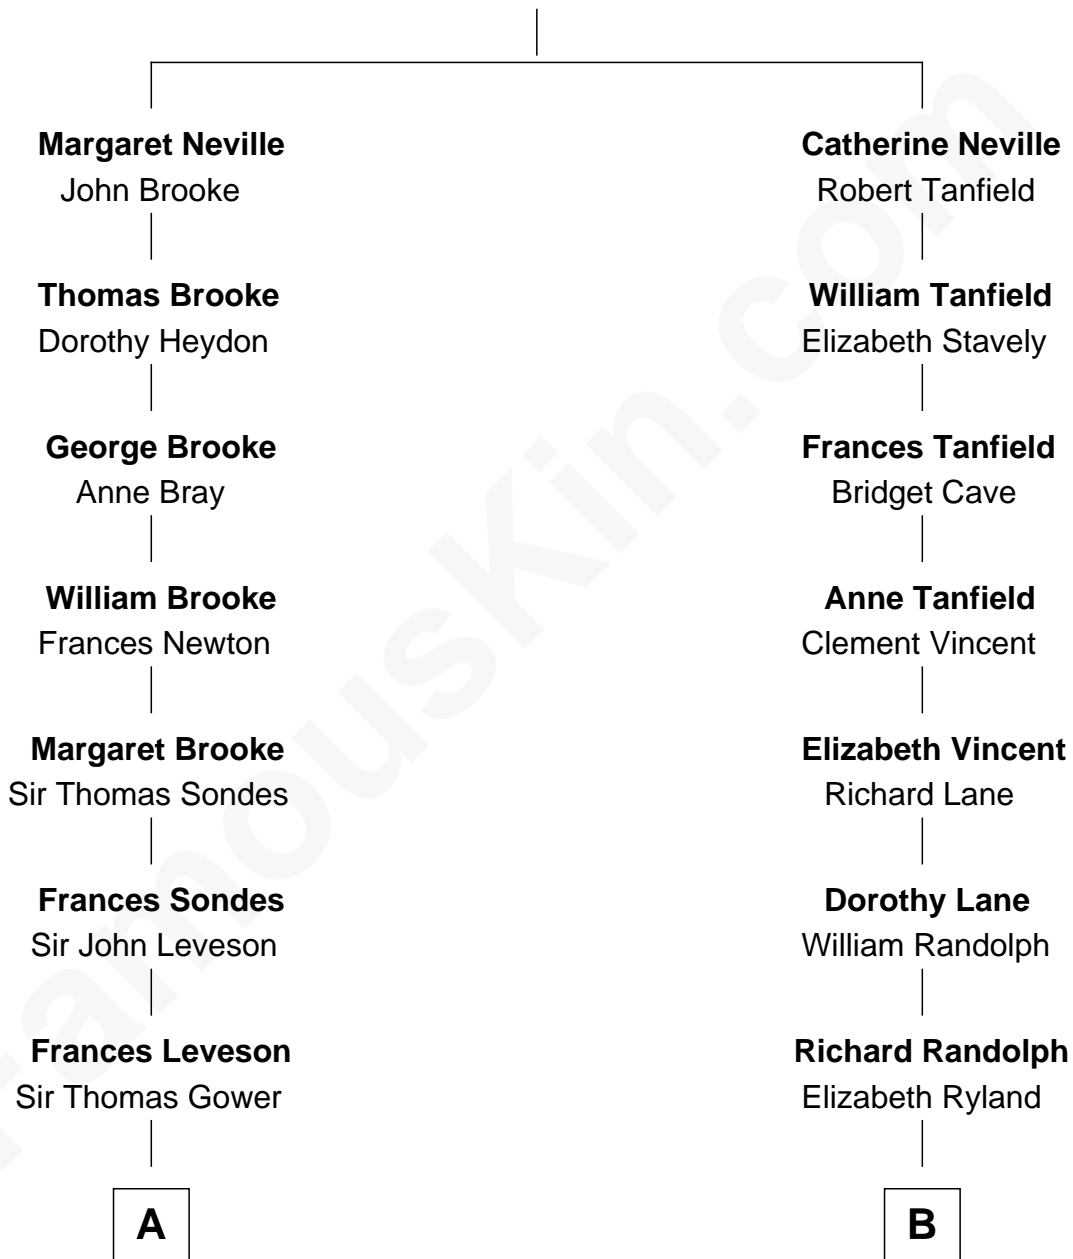 Margaret Neville
John Brooke
Catherine Neville
Robert Tanfield
Thomas Brooke
Dorothy Heydon
William Tanfield
Elizabeth Stavely
George Brooke
Anne Bray
Frances Tanfield
Bridget Cave
William Brooke
Frances Newton
Anne Tanfield
Clement Vincent
Margaret Brooke
Sir Thomas Sondes
Elizabeth Vincent
Richard Lane
Frances Sondes
Sir John Leveson
Dorothy Lane
William Randolph
Frances Leveson
Sir Thomas Gower
Richard Randolph
Elizabeth Ryland
A
B
FamousKin.com